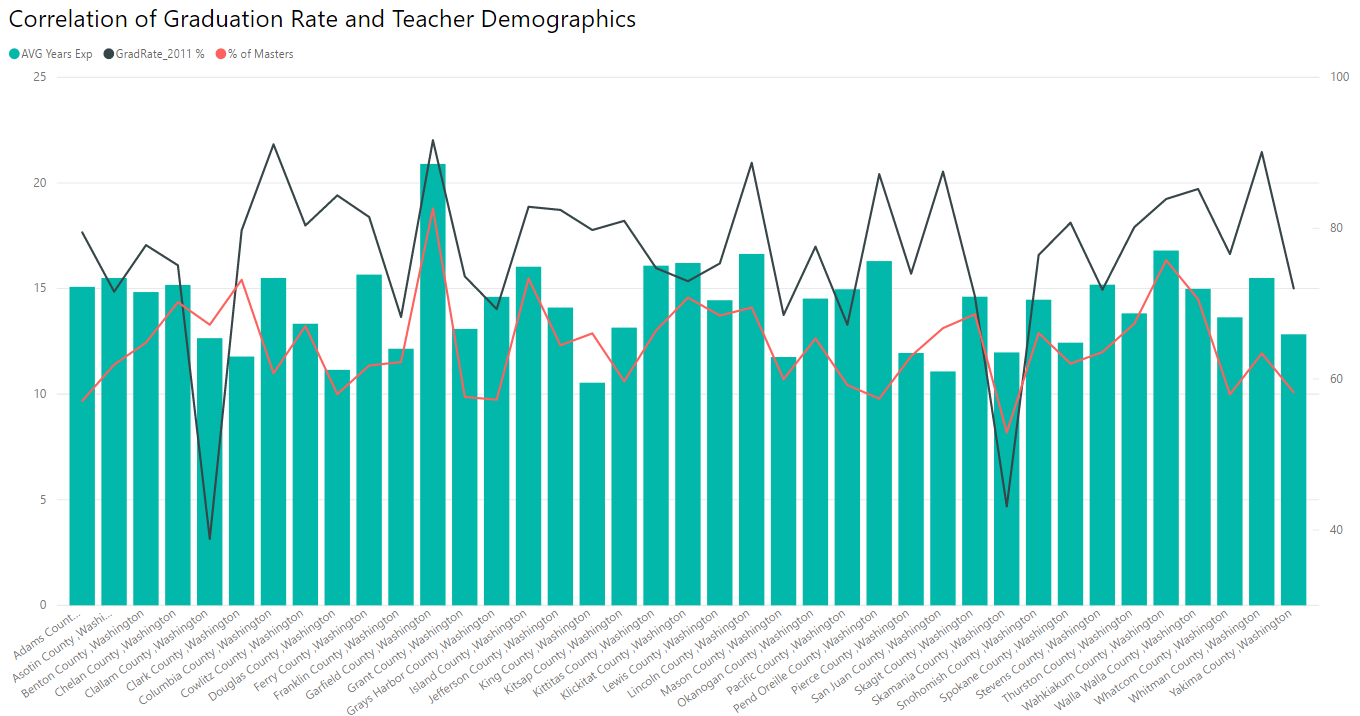 Correlation of Graduation Rate and Teacher Demographics
AVG Years Exp GradRate_2011 % % of Masters
25
20
15
10
5
0
100
80
60
40
Adams Count...
Asotin County ,Washi...
Benton County ,Washington
Chelan County ,Washington
Clallam County ,Washington
Clark County ,Washington
Columbia County ,Washington
Cowlitz County ,Washington
Douglas County ,Washington
Ferry County ,Washington
Franklin County ,Washington
Garfield County ,Washington
Grant County ,Washington
Grays Harbor County ,Washington
Island County ,Washington
Jefferson County ,Washington
King County ,Washington
Kitsap County ,Washington
Kittitas County ,Washington
Klickitat County ,Washington
Lewis County ,Washington
Lincoln County ,Washington
Mason County ,Washington
Okanogan County ,Washington
Pacific County ,Washington
Pend Oreille County ,Washington
Pierce County ,Washington
San Juan County ,Washington
Skagit County ,Washington
Skamania County ,Washington
Snohomish County ,Washington
Spokane County ,Washington
Stevens County ,Washington
Thurston County ,Washington
Wahkiakum County ,Washington
Walla Walla County ,Washington
Whatcom County ,Washington
Whitman County ,Washington
Yakima County ,Washington